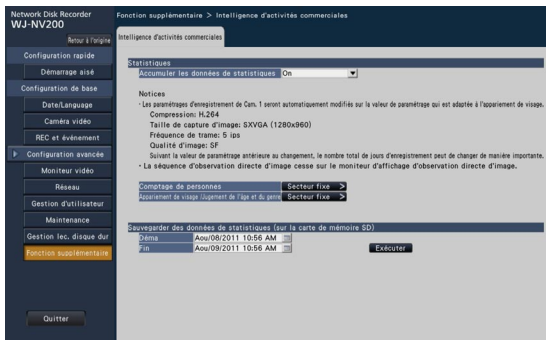 Network Disk Recorder
WJ-NV200
Retour à l'origine
Configuration rapide
Démarrage aisé
Configuration de base
Date/Language
Caméra vidéo
REC et événement
Configuration avancée
Moniteur vidéo
Réseau
Gestion d'utilisateur
Maintenance
Gestion lec. disque dur
Fonction supplémentaire
Quitter
Fonction supplémentaire > Intelligence d'activités commerciales
Intelligence d'activités commerciales
Statistiques
Accumuler les données de statistiques On
Notices
· Les paramétrages d'enregistrement de Cam. 1 seront automatiquement modifiés sur la valeur de paramétrage qui est adaptée à l'appariement de visage.
Compression: H.264
Taille de capture d'image: SXVGA (1280x960)
Fréquence de trame: 5 ips
Qualité d'image: SF
Suivant la valeur de paramétrage antérieure au changement, le nombre total de jours d'enregistrement peut de changer de manière importante.
· La séquence d'observation directe d'image cesse sur le moniteur d'affichage d'observation directe d'image.
Comptage de personnes Secteur fixe >
Appariement de visage /Jugement de l'âge et du genre Secteur fixe >
Sauvegarder des données de statistiques (sur la carte de mémoire SD)
Déma Aou/08/2011 10:56 AM
Fin Aou/09/2011 10:56 AM Exécuter